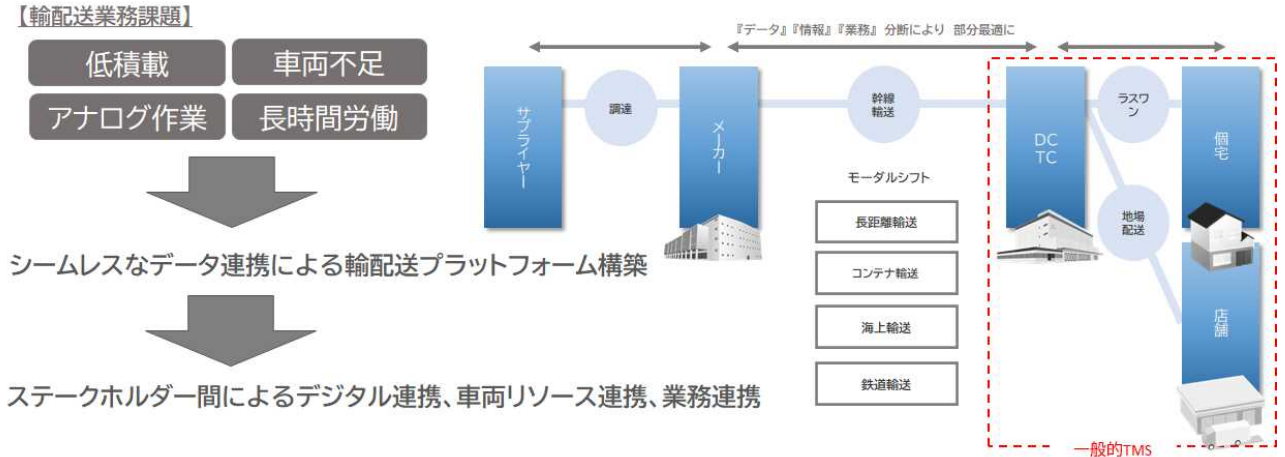 【輸配送業務課題】
低積載
車両不足
アナログ作業
長時間労働
シームレスなデータ連携による輸配送プラットフォーム構築
ステークホルダー間によるデジタル連携、車両リソース連携、業務連携
『データ』『情報』『業務』 分断により 部分最適に
サプライヤー
調達
メーカー
幹線
輸送
モーダルシフト
長距離輸送
コンテナ輸送
海上輸送
鉄道輸送
DC
TC
ラスワ
ン
地場
配送
個宅
店舗
一般的TMS